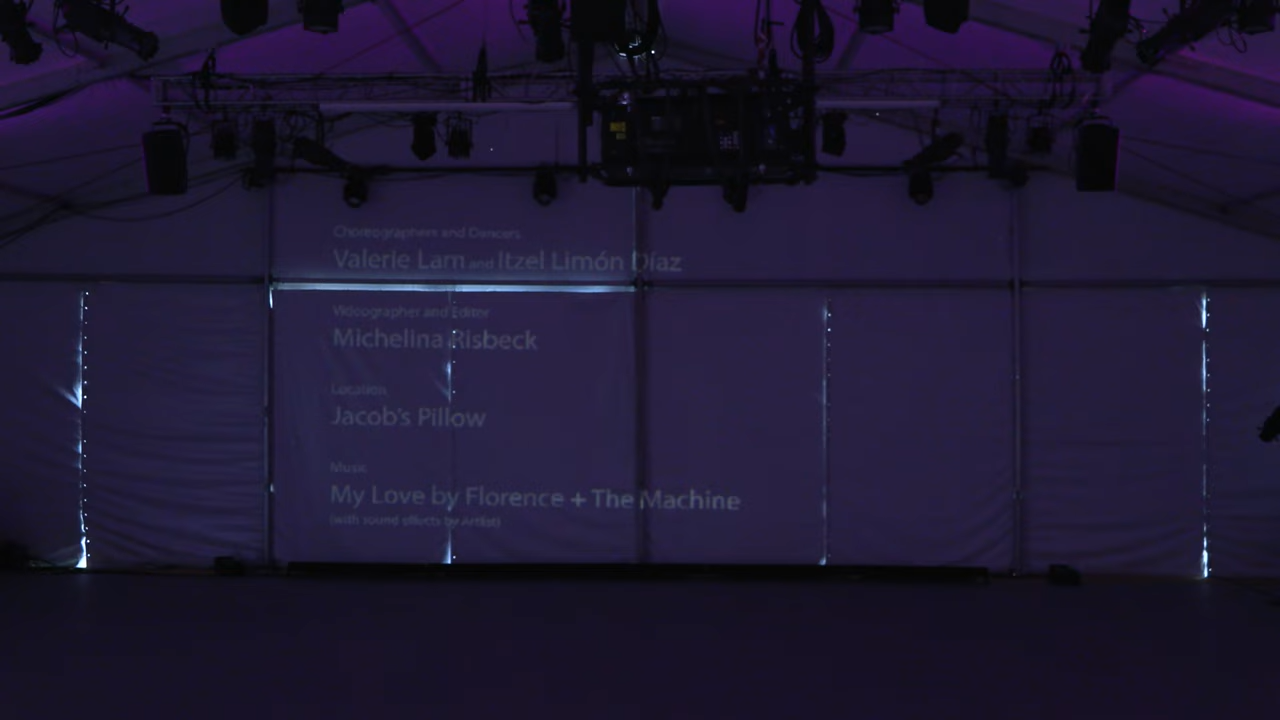 Choreographers and Dancers
Valerie Lam and Itzel Limón Díaz
Videographer and Editor
Michelina Risbeck
Location
Jacob's Pillow
Music
My Love by Florence + The Machine
(with sound effects by Artlist)